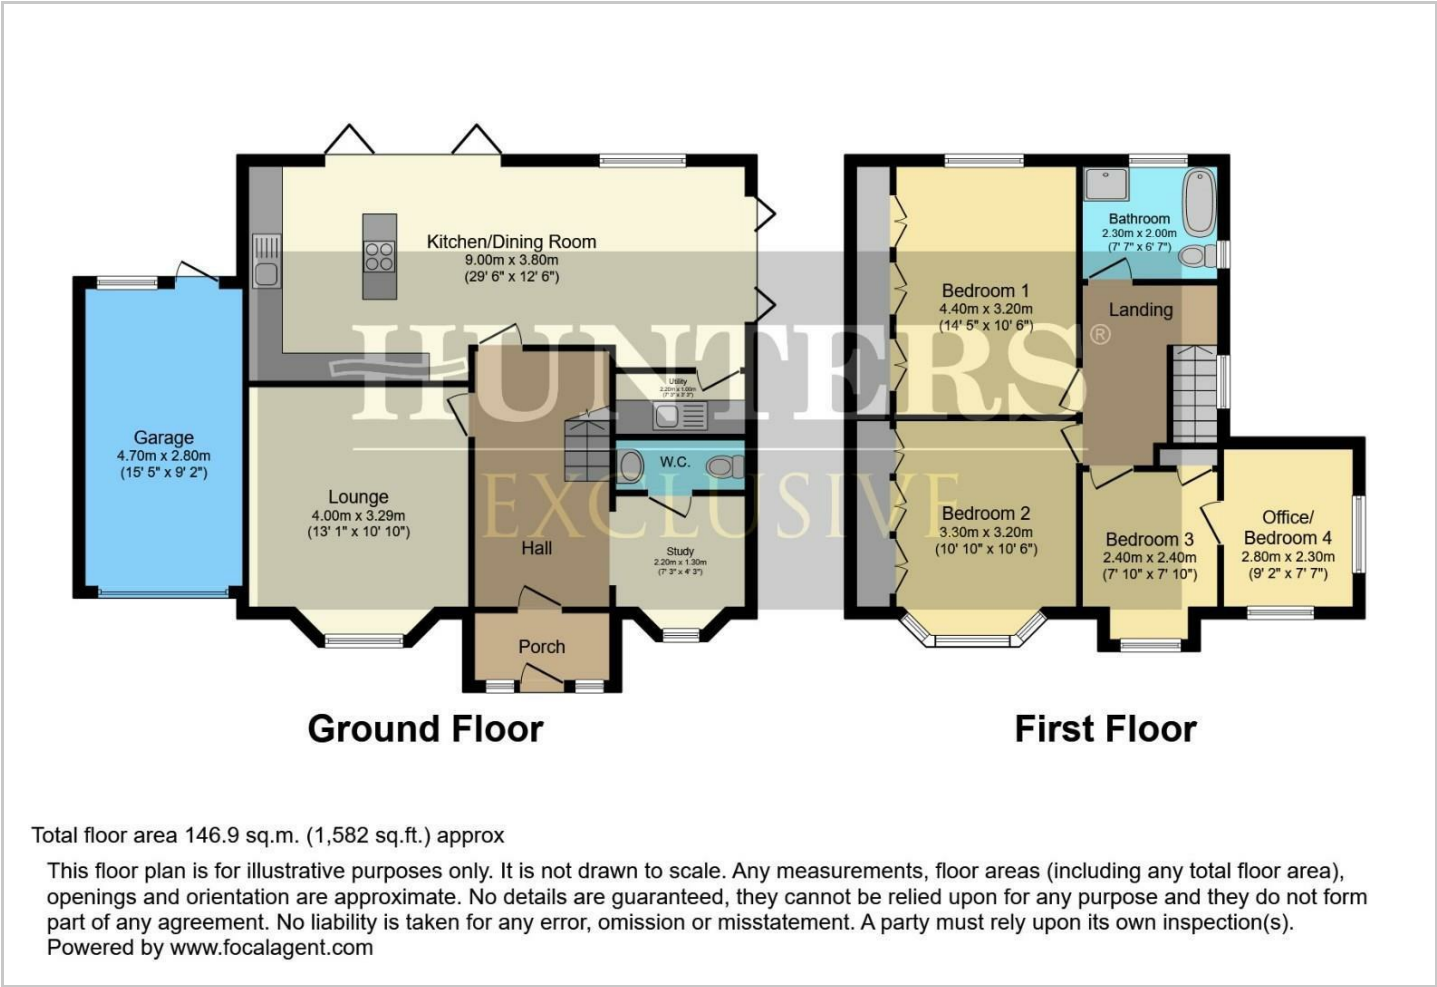 Kitchen/Dining Room
9.00m x 3.80m
(29' 6" x 12' 6")
Garage
4.70m x 2.80m
(15' 5" x 9' 2")
Lounge
4.00m x 3.29m
(13' 1" x 10' 10")
Hall
Porch
Utility
2.20m x 1.00m
(7' 3" x 3' 3")
W.C.
Study
2.20m x 1.30m
(7' 3" x 4' 3")
Ground Floor
Bedroom 1
4.40m x 3.20m
(14' 5" x 10' 6")
Bathroom
2.30m x 2.00m
(7' 7" x 6' 7")
Landing
Bedroom 2
3.30m x 3.20m
(10' 10" x 10' 6")
Bedroom 3
2.40m x 2.40m
(7' 10" x 7' 10")
Office/
Bedroom 4
2.80m x 2.30m
(9' 2" x 7' 7")
First Floor
HUNTERS®
EXCLUSIVE
Total floor area 146.9 sq.m. (1,582 sq.ft.) approx
This floor plan is for illustrative purposes only. It is not drawn to scale. Any measurements, floor areas (including any total floor area),
openings and orientation are approximate. No details are guaranteed, they cannot be relied upon for any purpose and they do not form
part of any agreement. No liability is taken for any error, omission or misstatement. A party must rely upon its own inspection(s).
Powered by www.focalagent.com